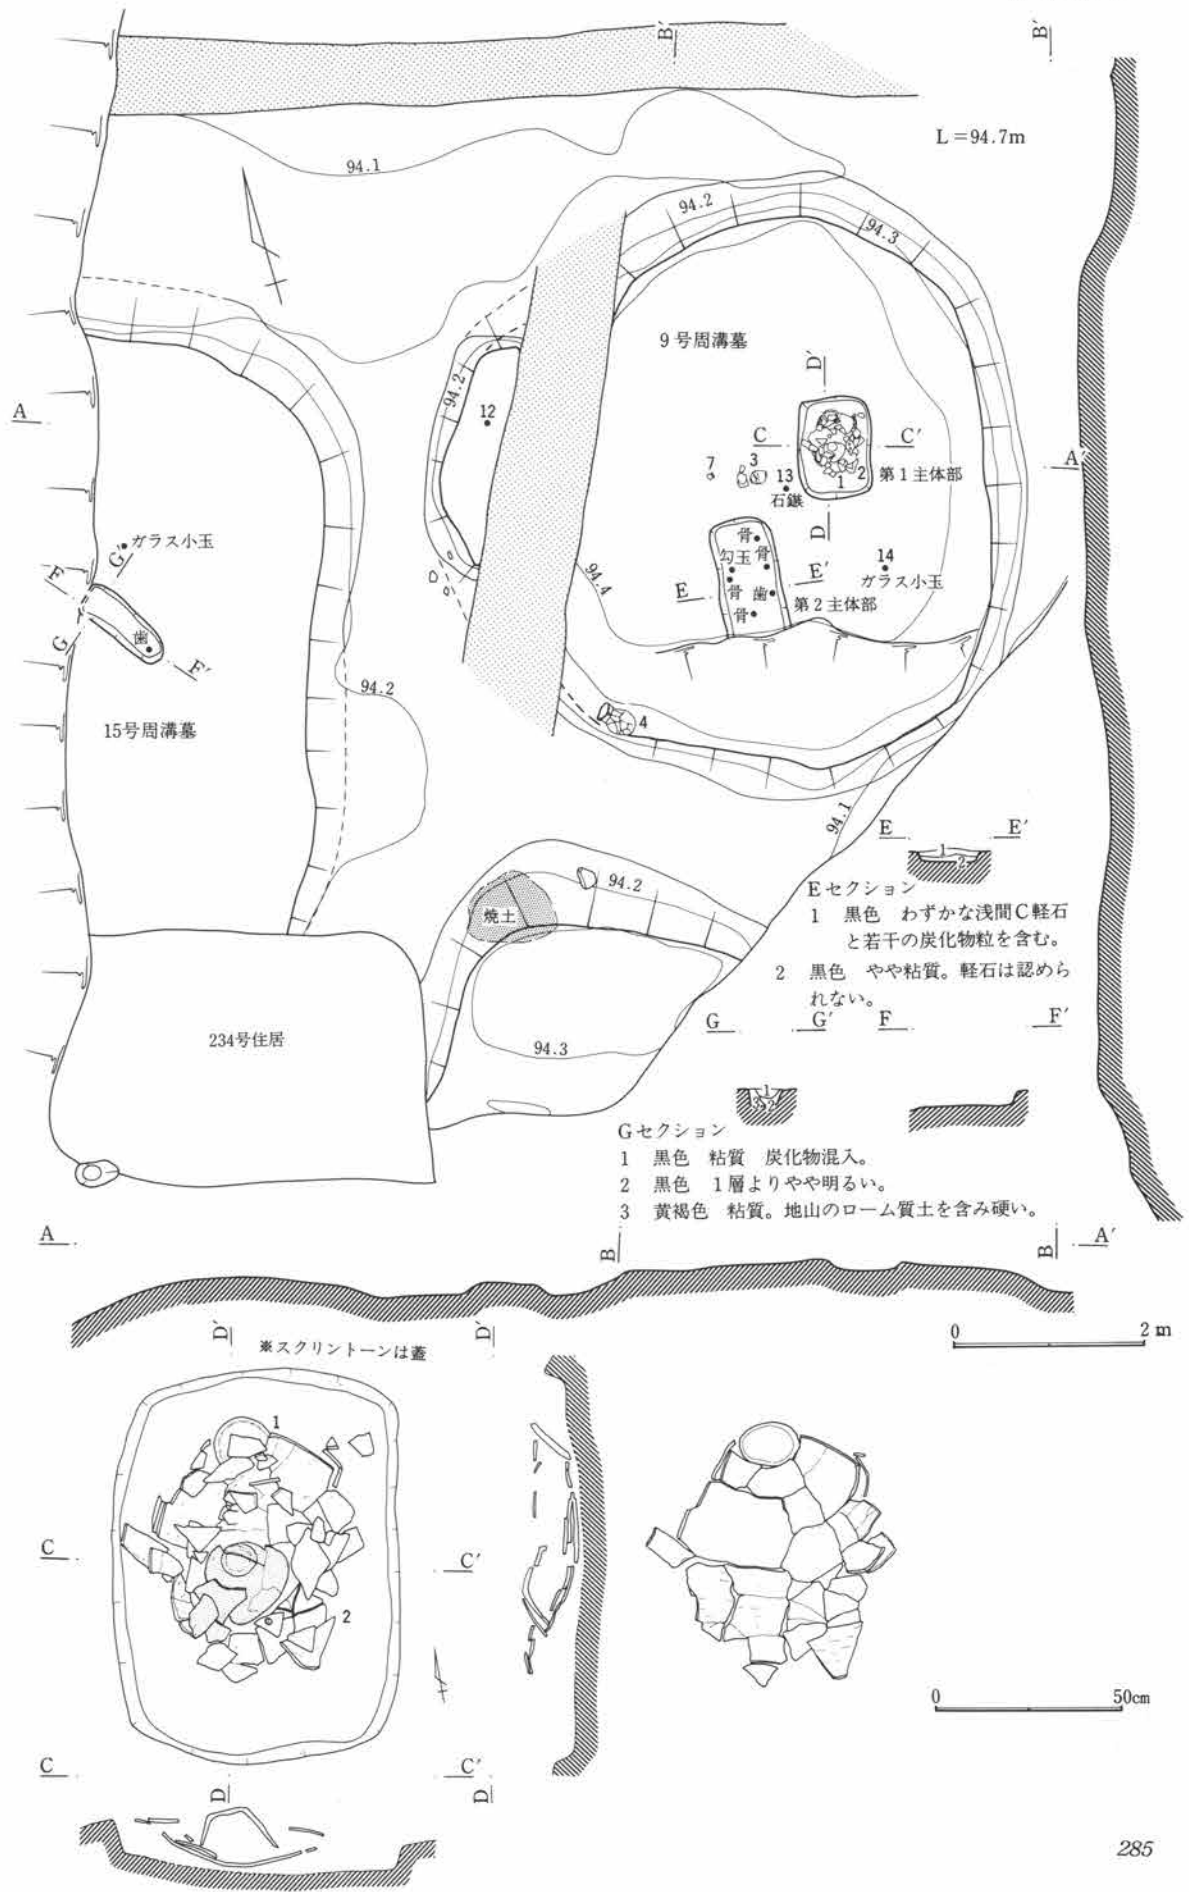 B'
B'
L=94.7m
94.1
94.2
94.3
9号周溝墓
D'
94.2
12
A
C
C'
7
3
13
石鏃
1
2
第1主体部
A'
D
ガラス小玉
G'
骨
勾玉
骨
骨
歯
骨
E
E'
第2主体部
14
ガラス小玉
94.4
F
G
歯
F'
94.2
15号周溝墓
4
94.1
E
E'
1
2
Eセクション
1 黒色 わずかな浅間C軽石
と若干の炭化物粒を含む。
2 黒色 やや粘質。軽石は認めら
れない。
94.2
焼土
234号住居
94.3
G
G'
F
F'
1
3
2
Gセクション
1 黒色 粘質 炭化物混入。
2 黒色 1層よりやや明るい。
3 黄褐色 粘質。地山のローム質土を含み硬い。
A
B
B
A'
0 2m
D'
※スクリントーンは蓋
D'
1
C
C'
2
0 50cm
C
C'
D
D
285